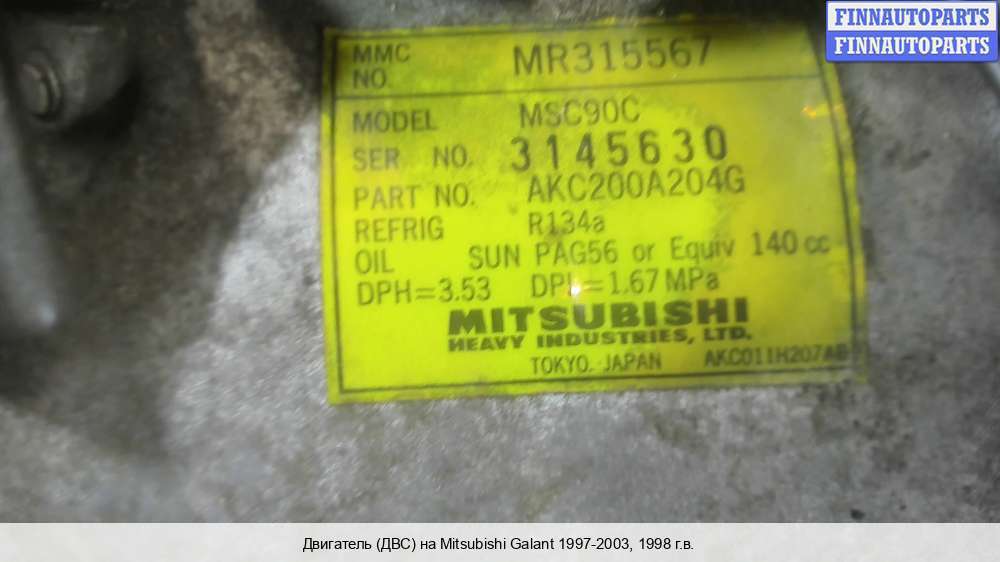 FINNAUTOPARTS
FINNAUTOPARTS
MMC NO. MR315567
MODEL MSC90C
SER NO. 3145630
PART NO. AKC200A204G
REFRIG R134a
OIL SUN PAG56 or Equiv 140 cc
DPH=3.53 DPL=1.67 MPa
MITSUBISHI
HEAVY INDUSTRIES, LTD.
TOKYO. JAPAN AKC011H207AB
Двигатель (ДВС) на Mitsubishi Galant 1997-2003, 1998 г.в.